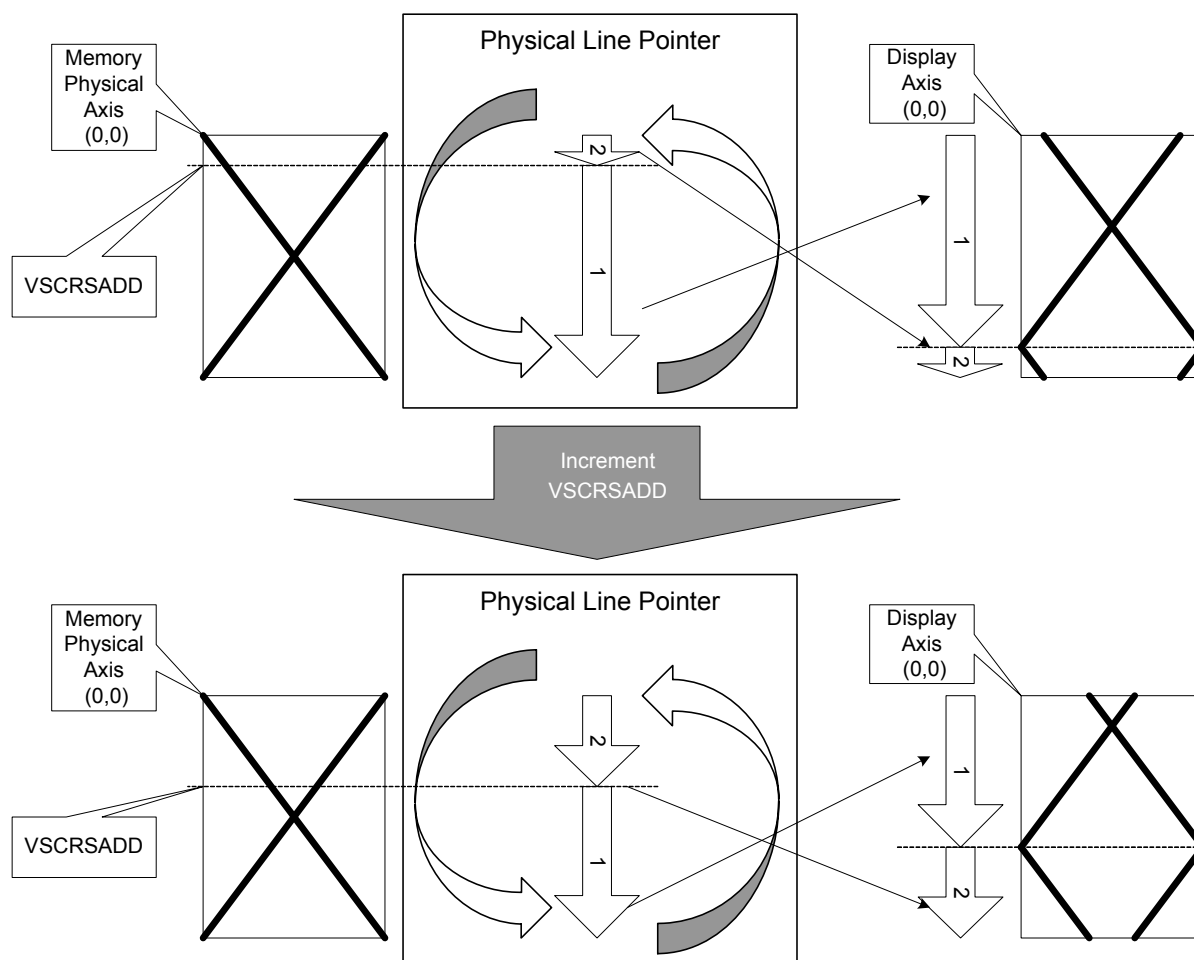 Physical Line Pointer
Memory
Physical
Axis
(0,0)
Display
Axis
(0,0)
2
1
1
2
VSCRSADD
Increment
VSCRSADD
Physical Line Pointer
Memory
Physical
Axis
(0,0)
Display
Axis
(0,0)
2
1
1
2
VSCRSADD